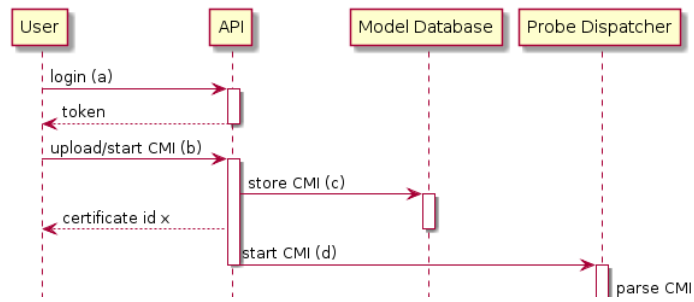 User
API
Model Database
Probe Dispatcher
login (a)
token
upload/start CMI (b)
store CMI (c)
certificate id x
start CMI (d)
parse CMI